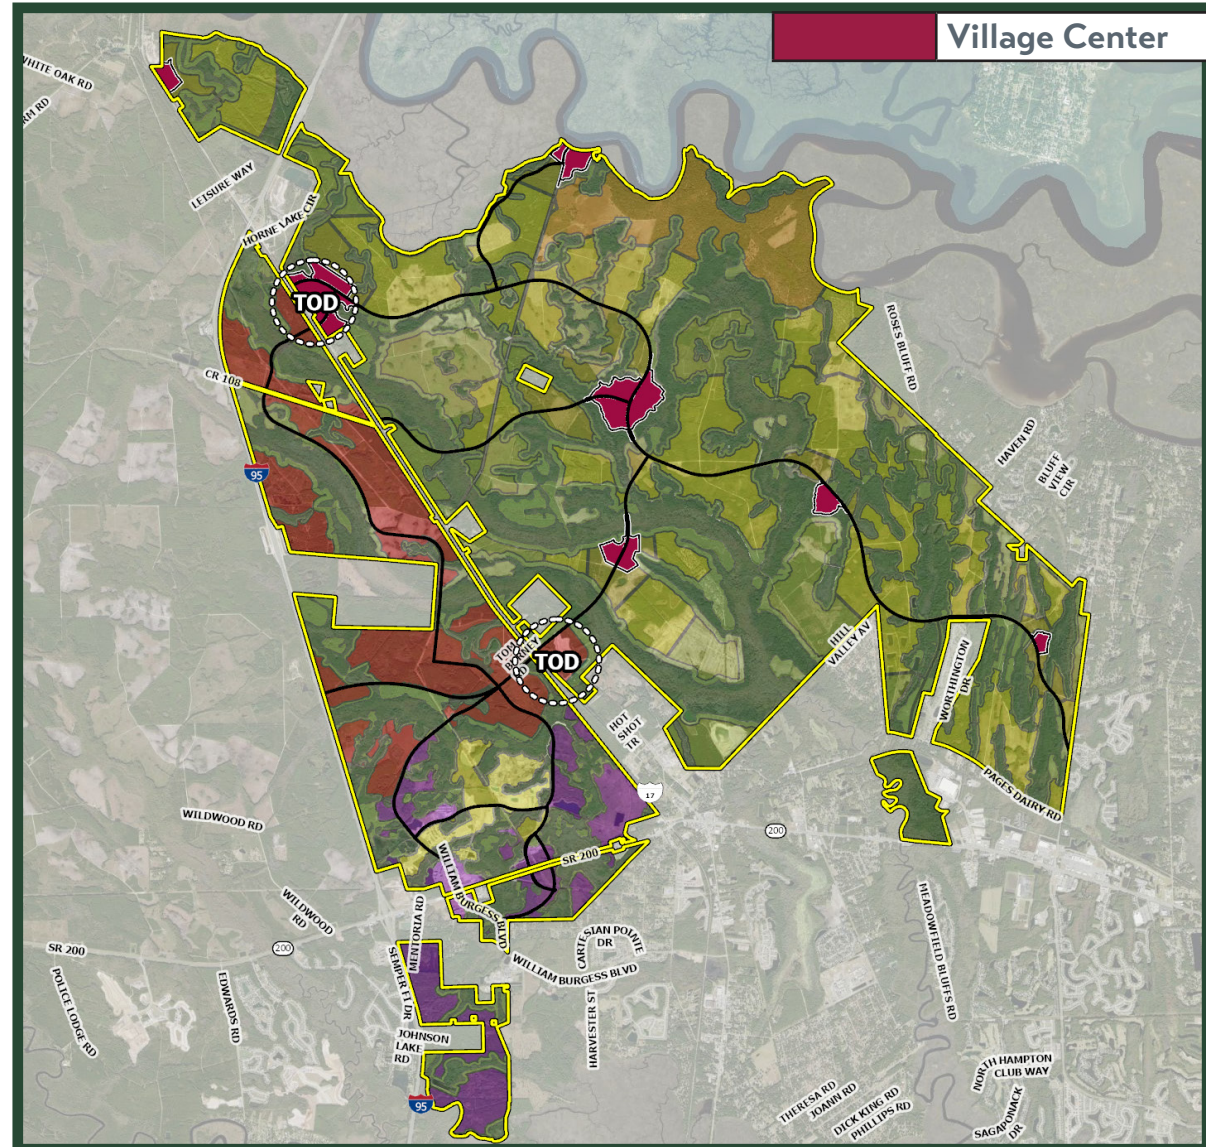 Village Center
WHITE OAK RD
RM RD
LEISURE WAY
HORNE LAKE CIR
TOD
CR 108
95
ROSES BLUFF RD
HAVEN RD
BLUFF
VIEW
CIR
HILL
VALLEY AV
WORTHINGTON
DR
TOD
HOT
SHOT
TR
17
PAGES DAIRY RD
WILDWOOD RD
200
SR 200
WILLIAM BURGESS BLVD
WILDWOOD
RD
MENTORIA RD
SEMPER FI DR
CARTESIAN POINTE
DR
MEADOWFIELD BLUFFS RD
SR 200
200
WILLIAM BURGESS BLVD
POLICE LODGE RD
EDWARDS RD
HARVESTER ST
JOHNSON
LAKE
RD
95
NORTH HAMPTON
CLUB WAY
THERESA RD
JOANN RD
DICK KING RD
PHILLIPS RD
SAGAPONACK
DR